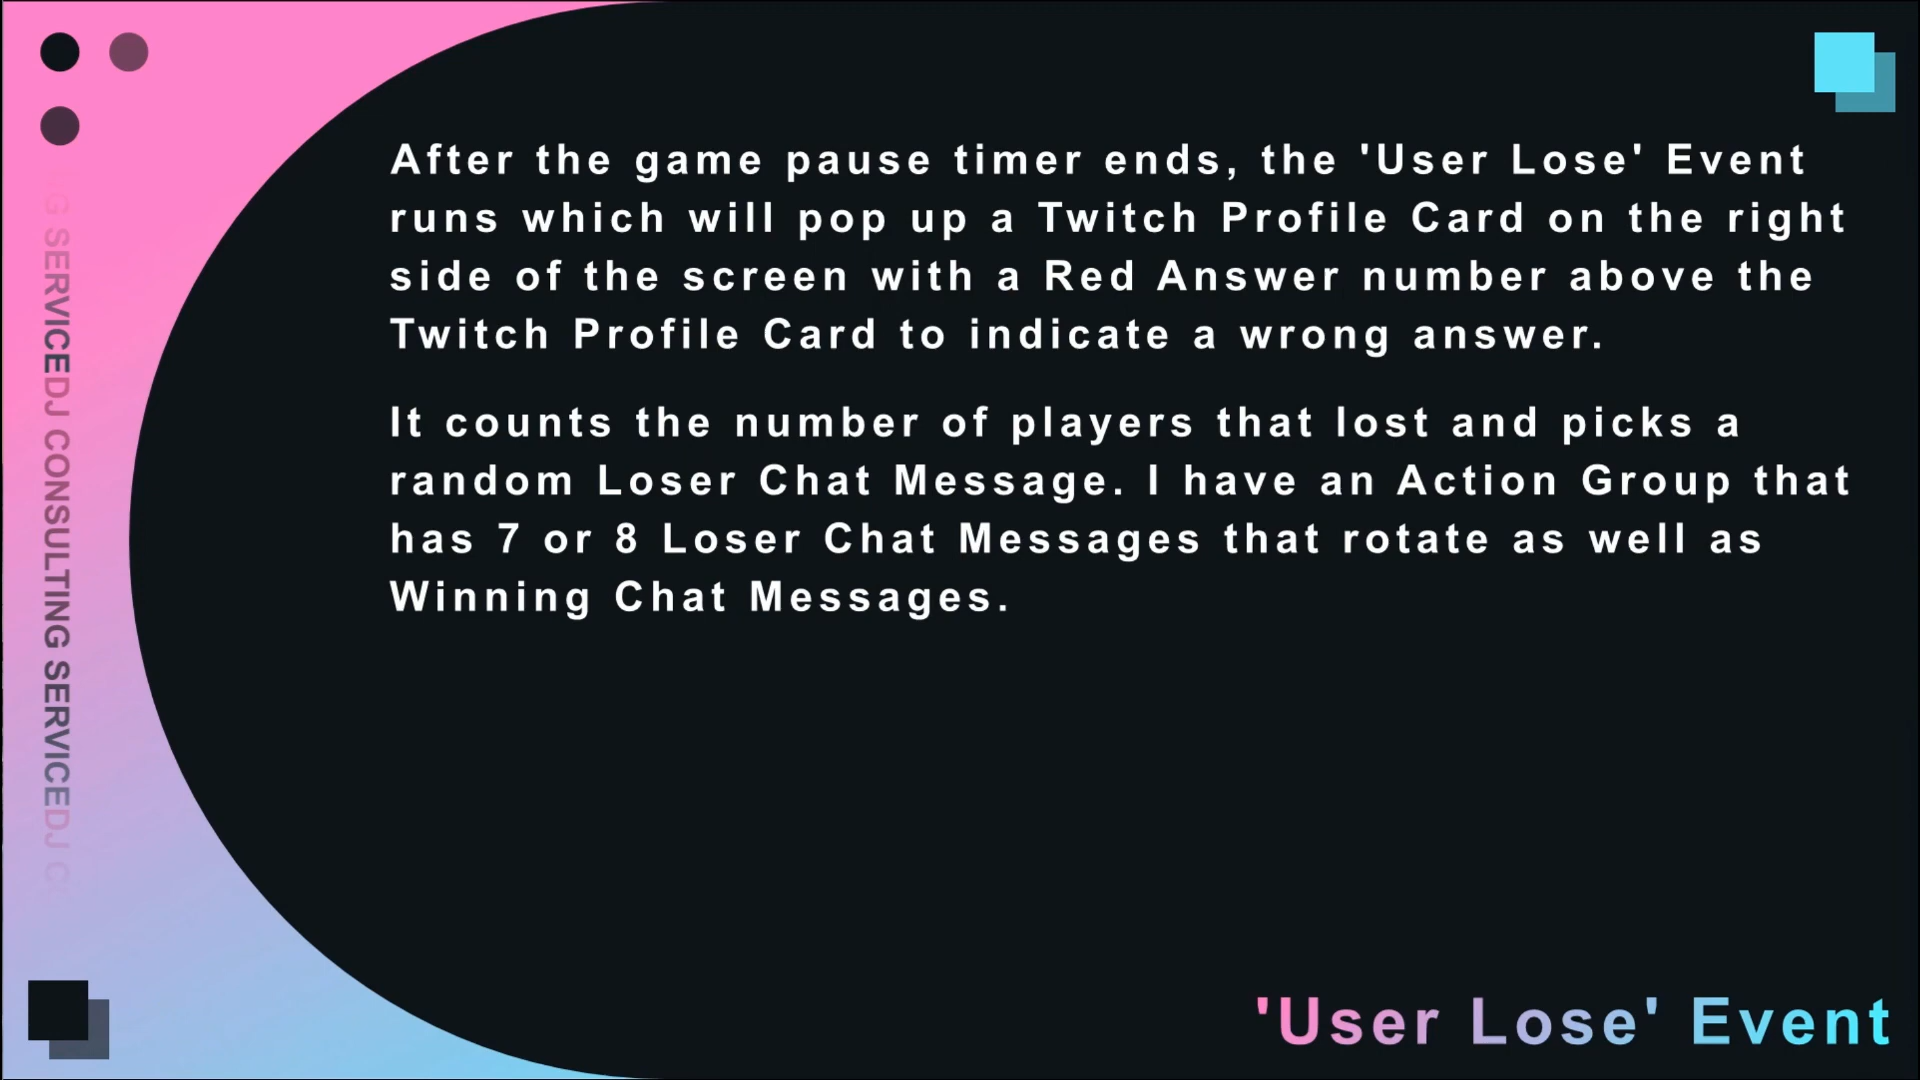 After the game pause timer ends, the 'User Lose' Event
runs which will pop up a Twitch Profile Card on the right
side of the screen with a Red Answer number above the
Twitch Profile Card to indicate a wrong answer.
It counts the number of players that lost and picks a
random Loser Chat Message. I have an Action Group that
has 7 or 8 Loser Chat Messages that rotate as well as
Winning Chat Messages.
G SERVICEDJ CONSULTING SERVICEDJ C
'User Lose' Event